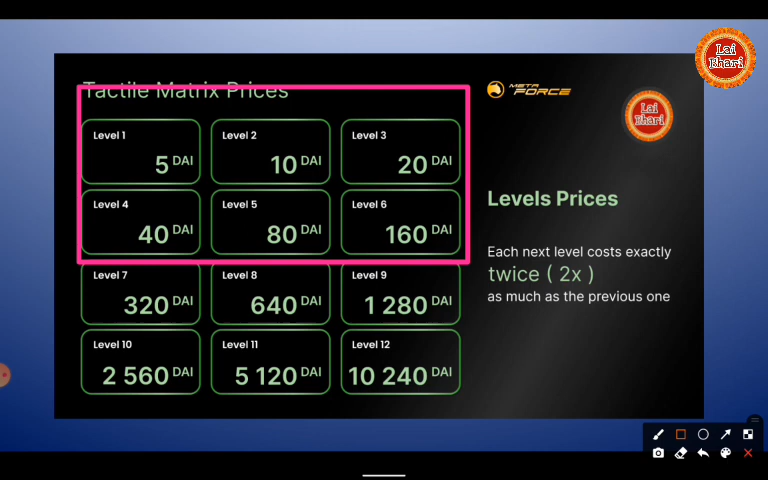 Lai
Khari
Tactile Matrix Prices
META
FORCE
Lai
Khari
Level 1
5 DAI
Level 2
10 DAI
Level 3
20 DAI
Level 4
40 DAI
Level 5
80 DAI
Level 6
160 DAI
Level 7
320 DAI
Level 8
640 DAI
Level 9
1 280 DAI
Level 10
2 560 DAI
Level 11
5 120 DAI
Level 12
10 240 DAI
Levels Prices
Each next level costs exactly
twice ( 2x )
as much as the previous one